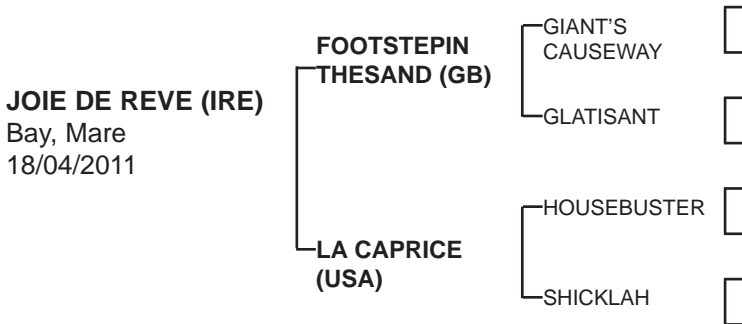 JOIE DE REVE (IRE)
Bay, Mare
18/04/2011
FOOTSTEPIN
THESAND (GB)
LA CAPRICE
(USA)
GIANT'S
CAUSEWAY
GLATISANT
HOUSEBUSTER
SHICKLAH